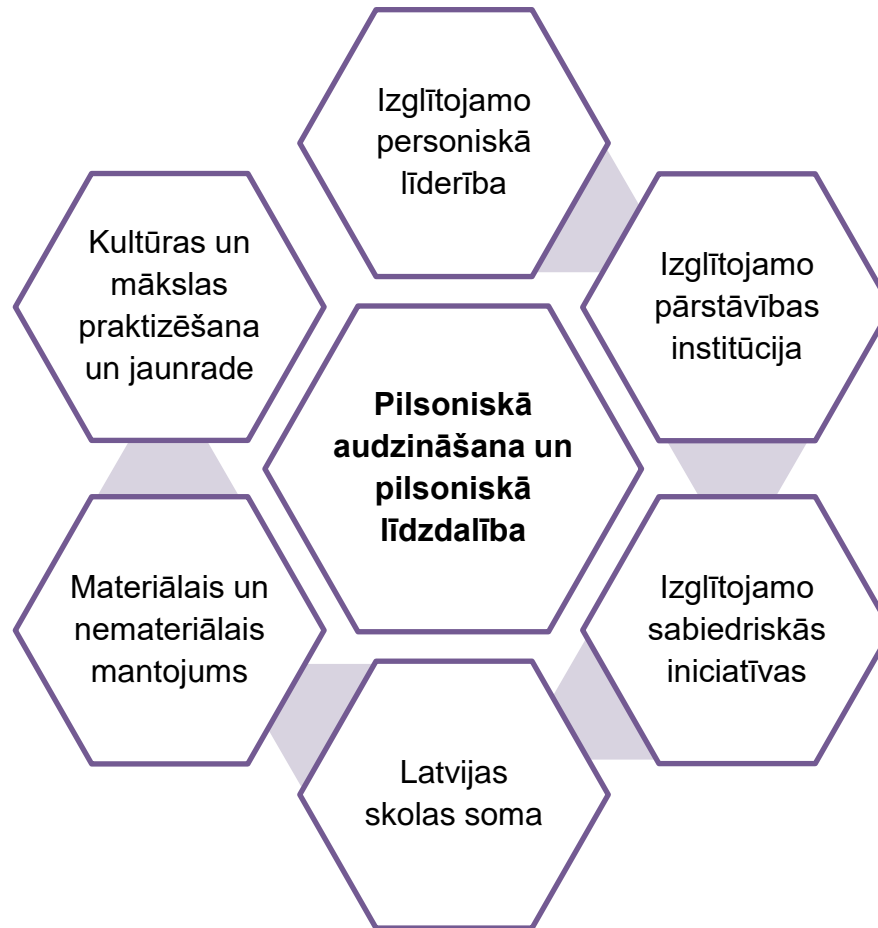 Izglītojamo
personiskā
līderība
Izglītojamo
pārstāvības
institūcija
Izglītojamo
sabiedriskās
iniciatīvas
Latvijas
skolas soma
Materiālais un
nemateriālais
mantojums
Kultūras un
mākslas
praktizēšana
un jaunrade
Pilsoniskā
audzināšana un
pilsoniskā
līdzdalība